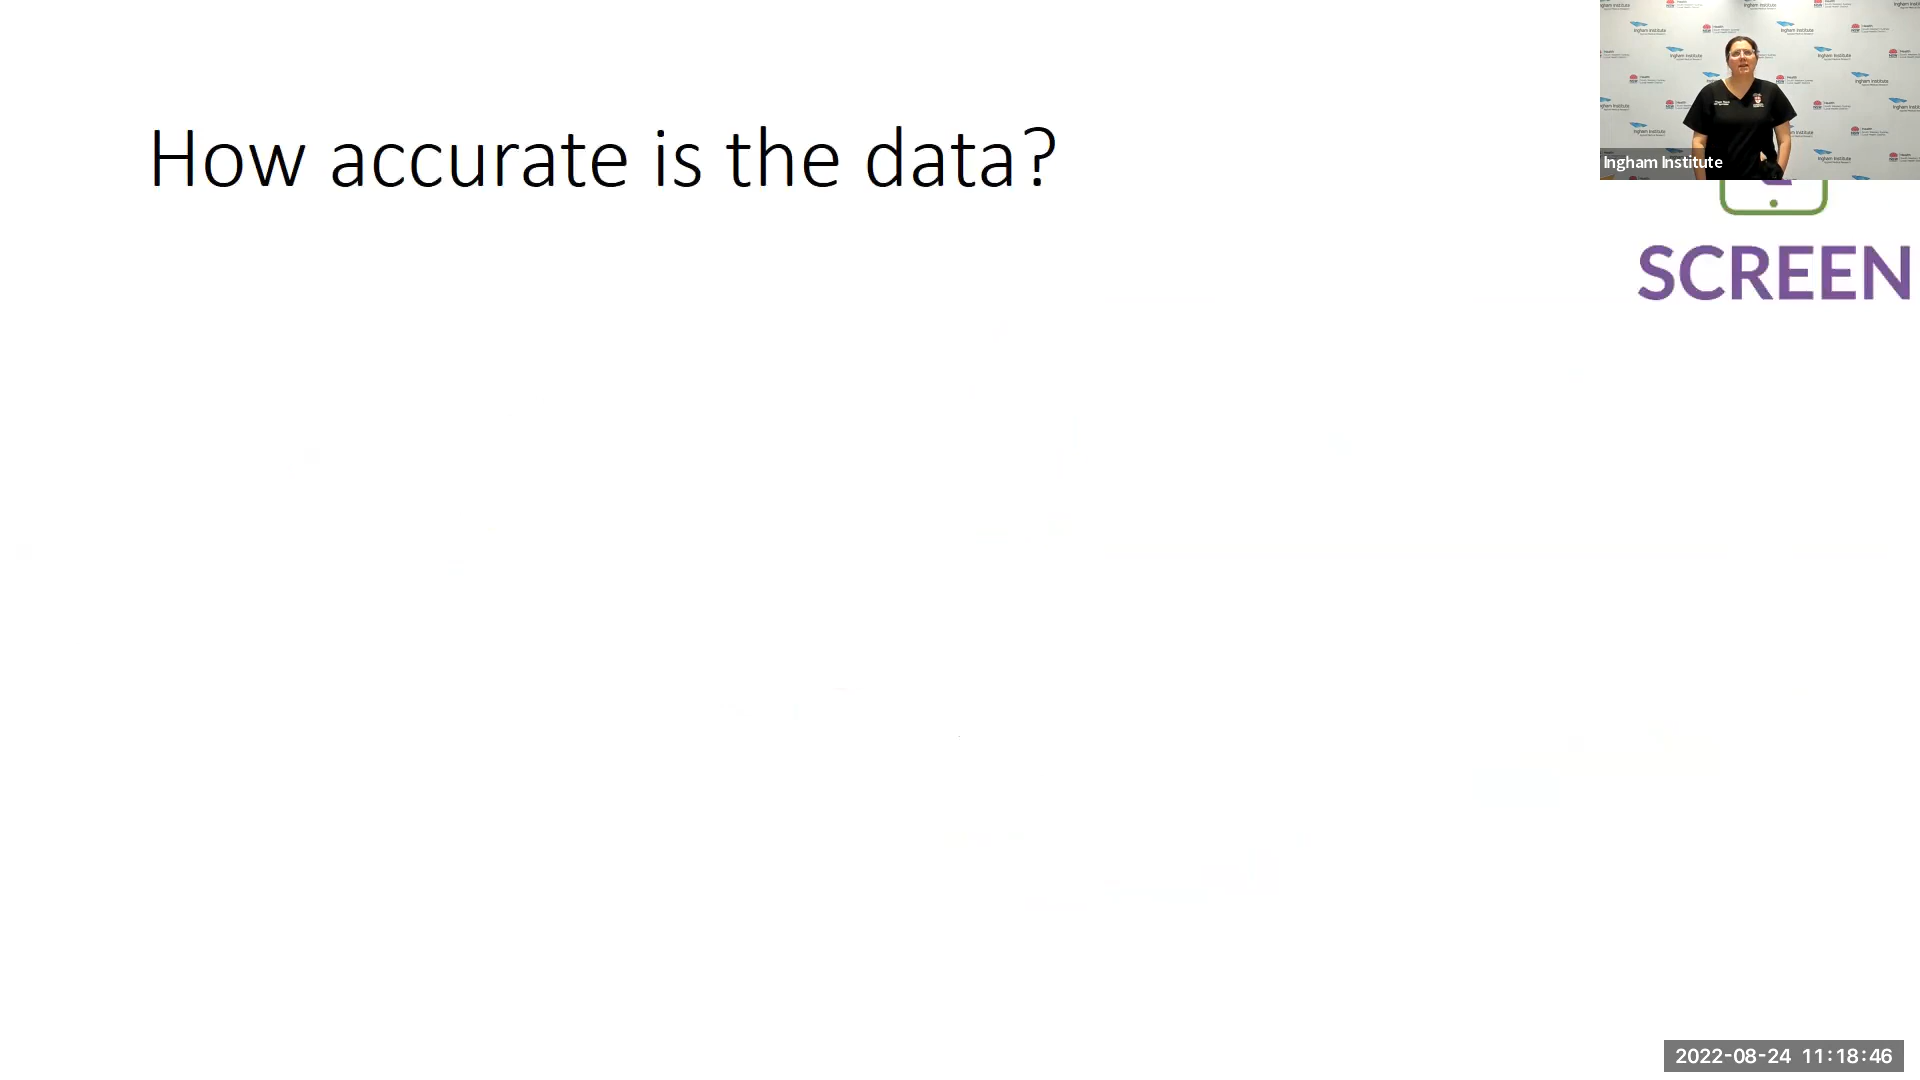 How accurate is the data?
Ingham Institute
SCREEN
2022-08-24 11:18:46